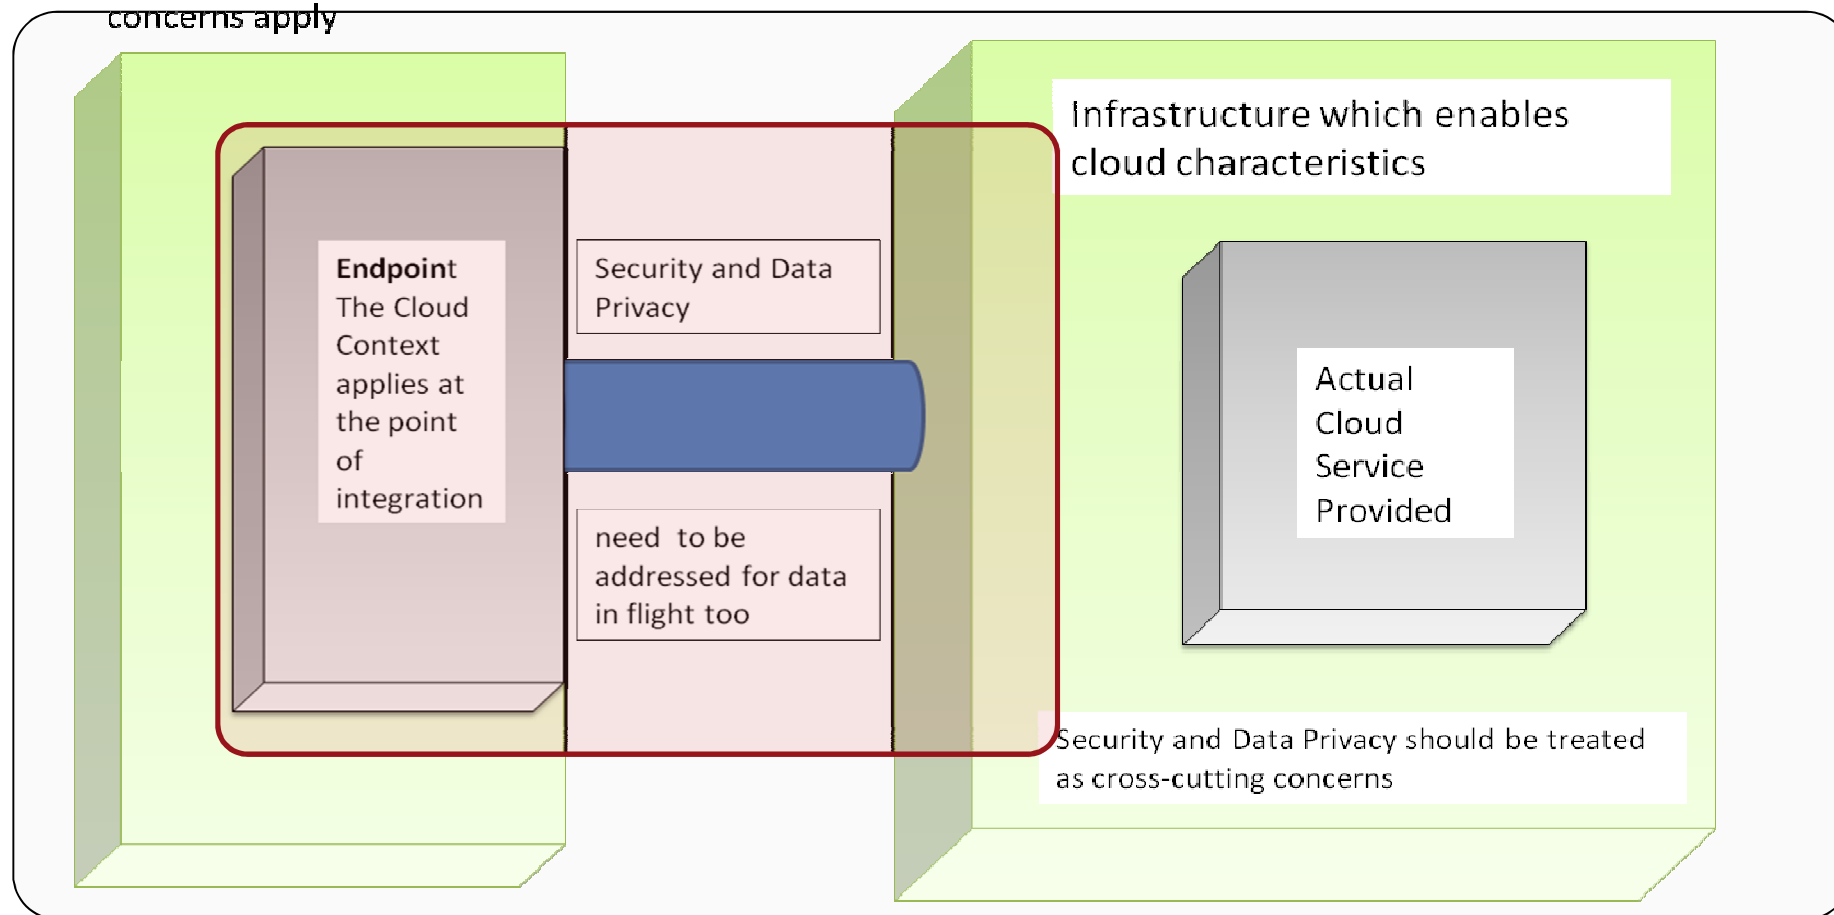 concerns apply
Infrastructure which enables
cloud characteristics
Endpoint
The Cloud
Context
applies at
the point
of
integration
Security and Data
Privacy
need  to be
addressed for data
in flight too
Actual
Cloud
Service
Provided
Security and Data Privacy should be treated
as cross-cutting concerns